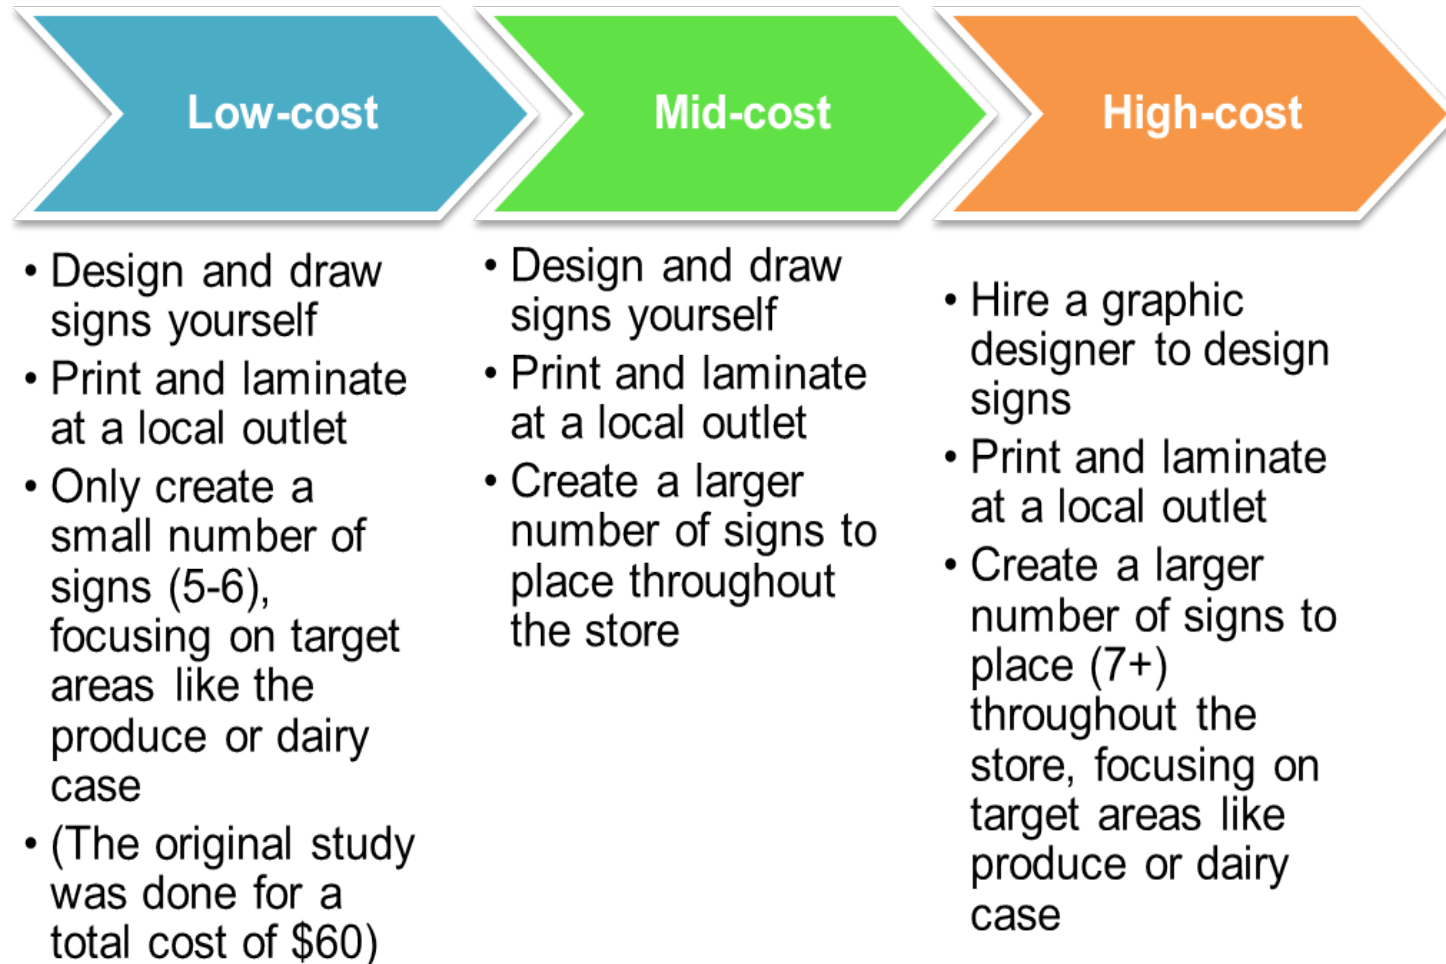 Low-cost
• Design and draw
signs yourself
• Print and laminate
at a local outlet
• Only create a
small number of
signs (5-6),
focusing on target
areas like the
produce or dairy
case
• (The original study
was done for a
total cost of $60)
Mid-cost
• Design and draw
signs yourself
• Print and laminate
at a local outlet
• Create a larger
number of signs to
place throughout
the store
High-cost
• Hire a graphic
designer to design
signs
• Print and laminate
at a local outlet
• Create a larger
number of signs to
place (7+)
throughout the
store, focusing on
target areas like
produce or dairy
case